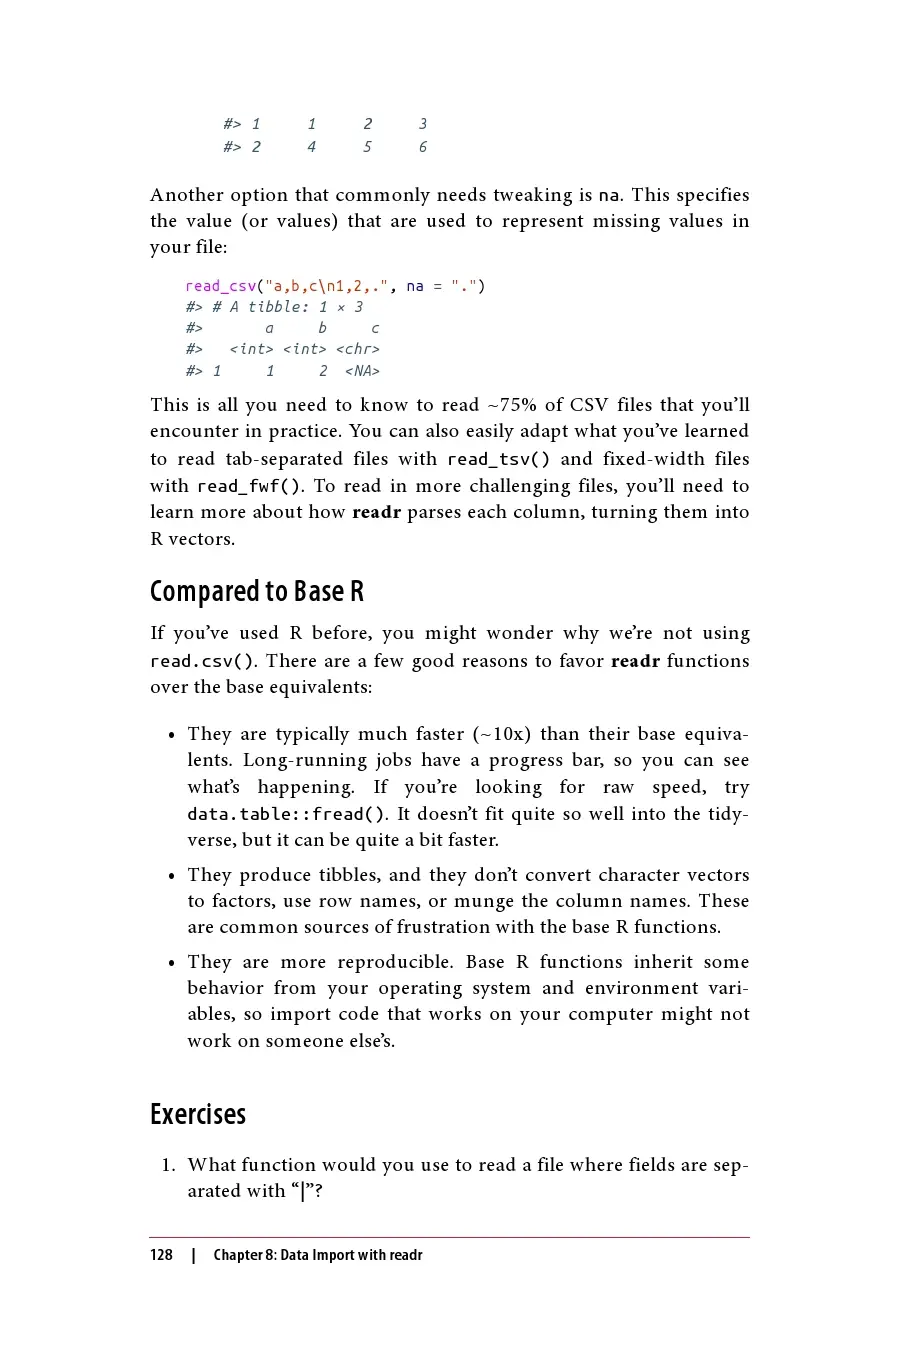 #> 1 1 2 3
#> 2 4 5 6
Another option that commonly needs tweaking is na. This specifies
the value (or values) that are used to represent missing values in
your file:
read_csv("a,b,c\n1,2,.", na = ".")
#> # A tibble: 1 × 3
#> a b c
#> <int> <int> <chr>
#> 1 1 2 <NA>
This is all you need to know to read ~75% of CSV files that you’ll
encounter in practice. You can also easily adapt what you’ve learned
to read tab-separated files with read_tsv() and fixed-width files
with read_fwf(). To read in more challenging files, you’ll need to
learn more about how readr parses each column, turning them into
R vectors.
Compared to Base R
If you’ve used R before, you might wonder why we’re not using
read.csv(). There are a few good reasons to favor readr functions
over the base equivalents:
• They are typically much faster (~10x) than their base equiva-
lents. Long-running jobs have a progress bar, so you can see
what’s happening. If you’re looking for raw speed, try
data.table::fread(). It doesn’t fit quite so well into the tidy-
verse, but it can be quite a bit faster.
• They produce tibbles, and they don’t convert character vectors
to factors, use row names, or munge the column names. These
are common sources of frustration with the base R functions.
• They are more reproducible. Base R functions inherit some
behavior from your operating system and environment vari-
ables, so import code that works on your computer might not
work on someone else’s.
Exercises
1. What function would you use to read a file where fields are sep-
arated with “|”?
128 | Chapter 8: Data Import with readr